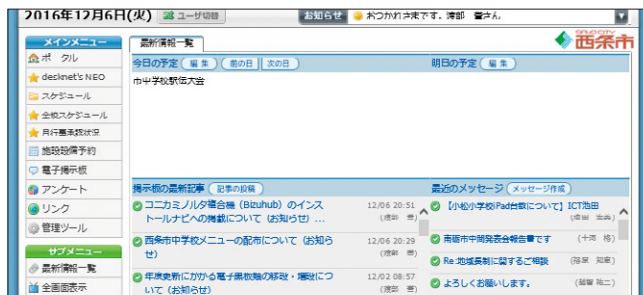 2016年12月6日(火) ユーザ切替
お知らせ おつかれさまです。渡部 豊さん
メインメニュー
ポータル
desknet's NEO
スケジュール
全校スケジュール
月行事承認状況
施設設備予約
電子掲示板
アンケート
リンク
管理ツール
サブメニュー
最新情報一覧
全画面表示
最新情報一覧
西条市
今日の予定 編集 前の日 次の日
明日の予定 編集
市中学校駅伝大会
掲示板の最新記事 記事の投稿
コニカミノルタ複合機(Bizuhub)のインス
トールナビへの掲載について(お知らせ)...
12/06 20:51
西条市中学校メニューの配布について(お知ら
せ)
12/06 20:29
年度更新にかかる電子黒板類の移設・増設につ
いて(お知らせ)
12/02 08:57
最近のメッセージ メッセージ作成
【小松小学校iPad台数について】ICT池田
市中間発表会報告書です
Re:地域長制に関するご相談
よろしくお願いします。